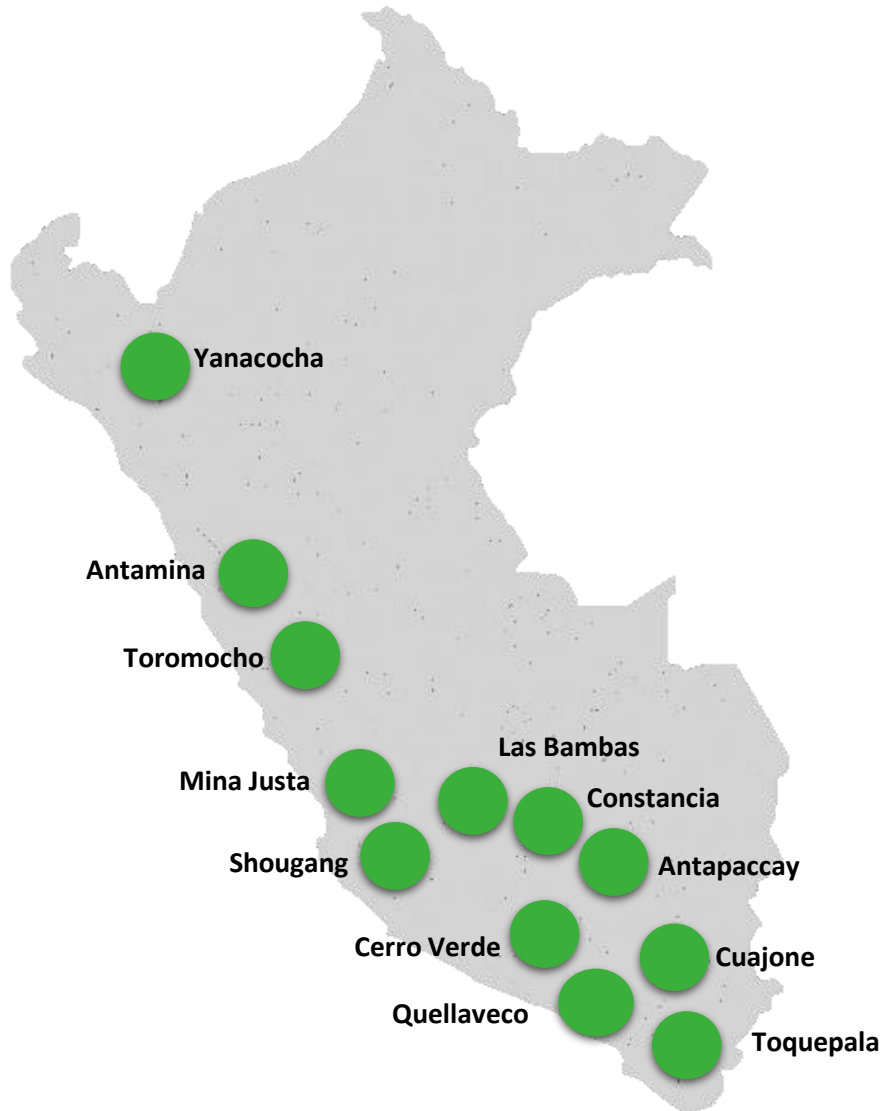 Yanacocha
Antamina
Toromocho
Las Bambas
Mina Justa
Constancia
Shougang
Antapaccay
Cerro Verde
Cuajone
Quellaveco
Toquepala